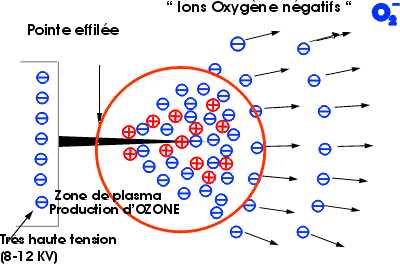 “ Ions Oxygène négatifs “
O₂⁻
Pointe effilée
Zone de plasma
Production d'OZONE
Très haute tension
(8-12 KV)